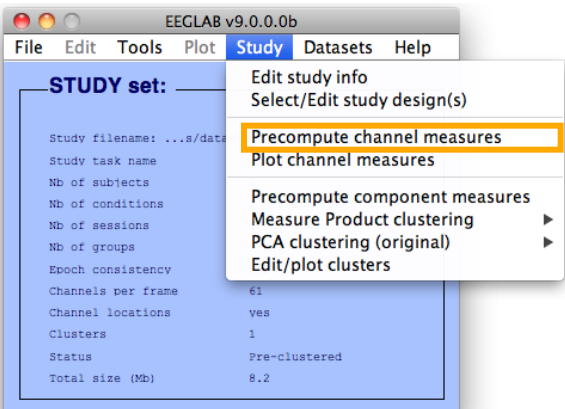 EEGLAB v9.0.0.0b
File Edit Tools Plot Study Datasets Help
STUDY set:
Edit study info
Select/Edit study design(s)
Study filename: ...s/data
Precompute channel measures
Study task name
Plot channel measures
Nb of subjects
Nb of conditions
Precompute component measures
Nb of sessions
Measure Product clustering
Nb of groups
PCA clustering (original)
Epoch consistency
Edit/plot clusters
Channels per frame 61
Channel locations yes
Clusters 1
Status Pre-clustered
Total size (Mb) 8.2